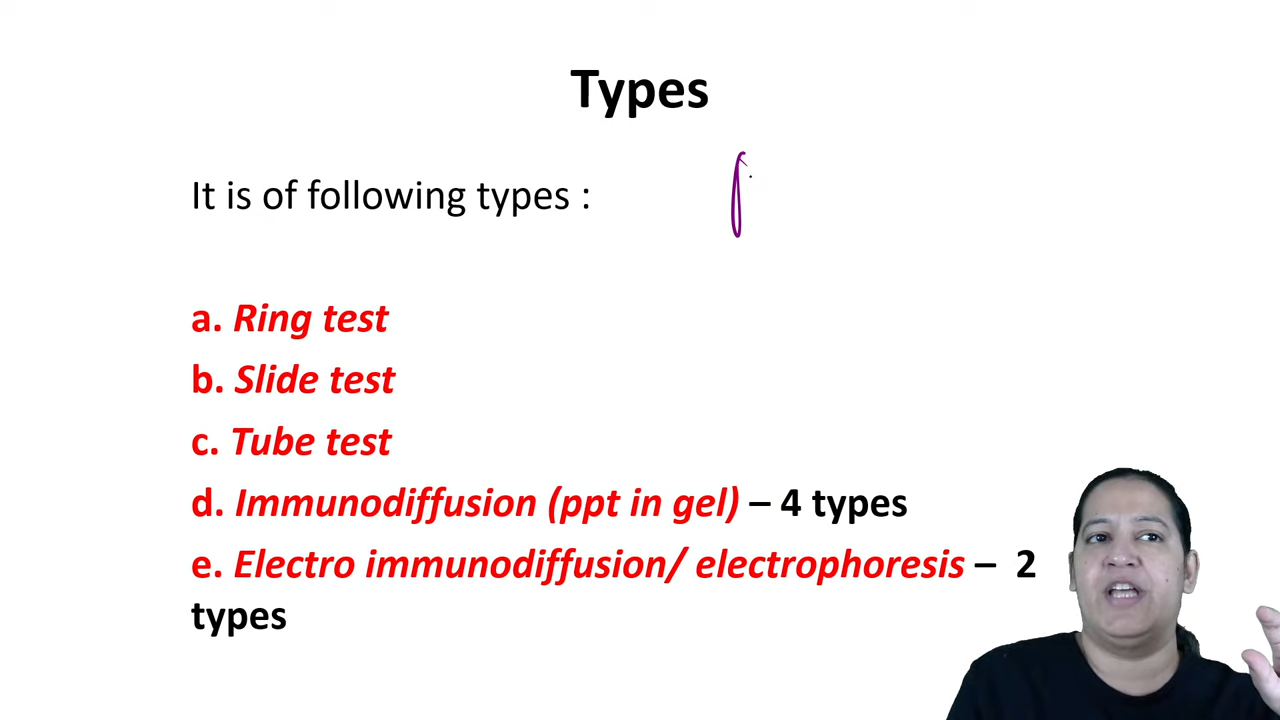 Types
It is of following types :
a. Ring test
b. Slide test
c. Tube test
d. Immunodiffusion (ppt in gel) – 4 types
e. Electro immunodiffusion/ electrophoresis – 2
types